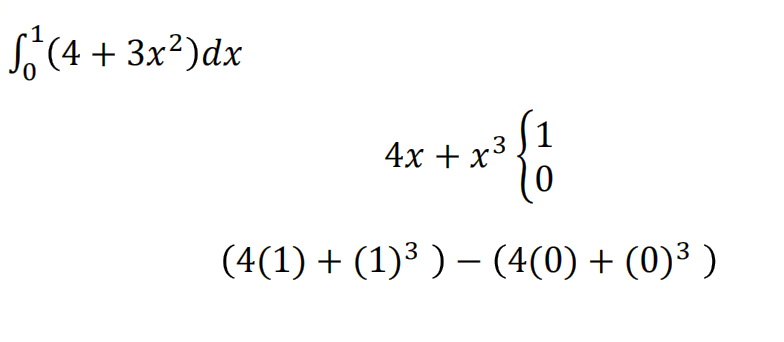 ∫₀¹(4 + 3x²)dx
4x + x³ {1 0
(4(1) + (1)³ ) − (4(0) + (0)³ )